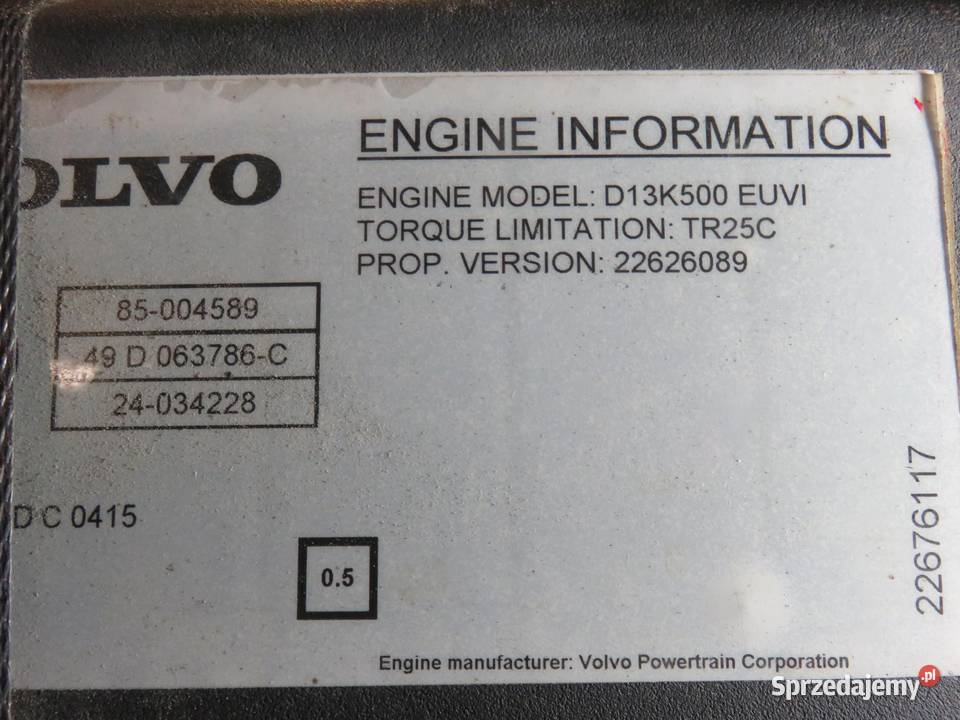 OLVO
ENGINE INFORMATION
ENGINE MODEL: D13K500 EUVI
TORQUE LIMITATION: TR25C
PROP. VERSION: 22626089
85-004589
49 D 063786-C
24-034228
D C 0415
0.5
22676117
Engine manufacturer: Volvo Powertrain Corporation
Sprzedajemy.pl